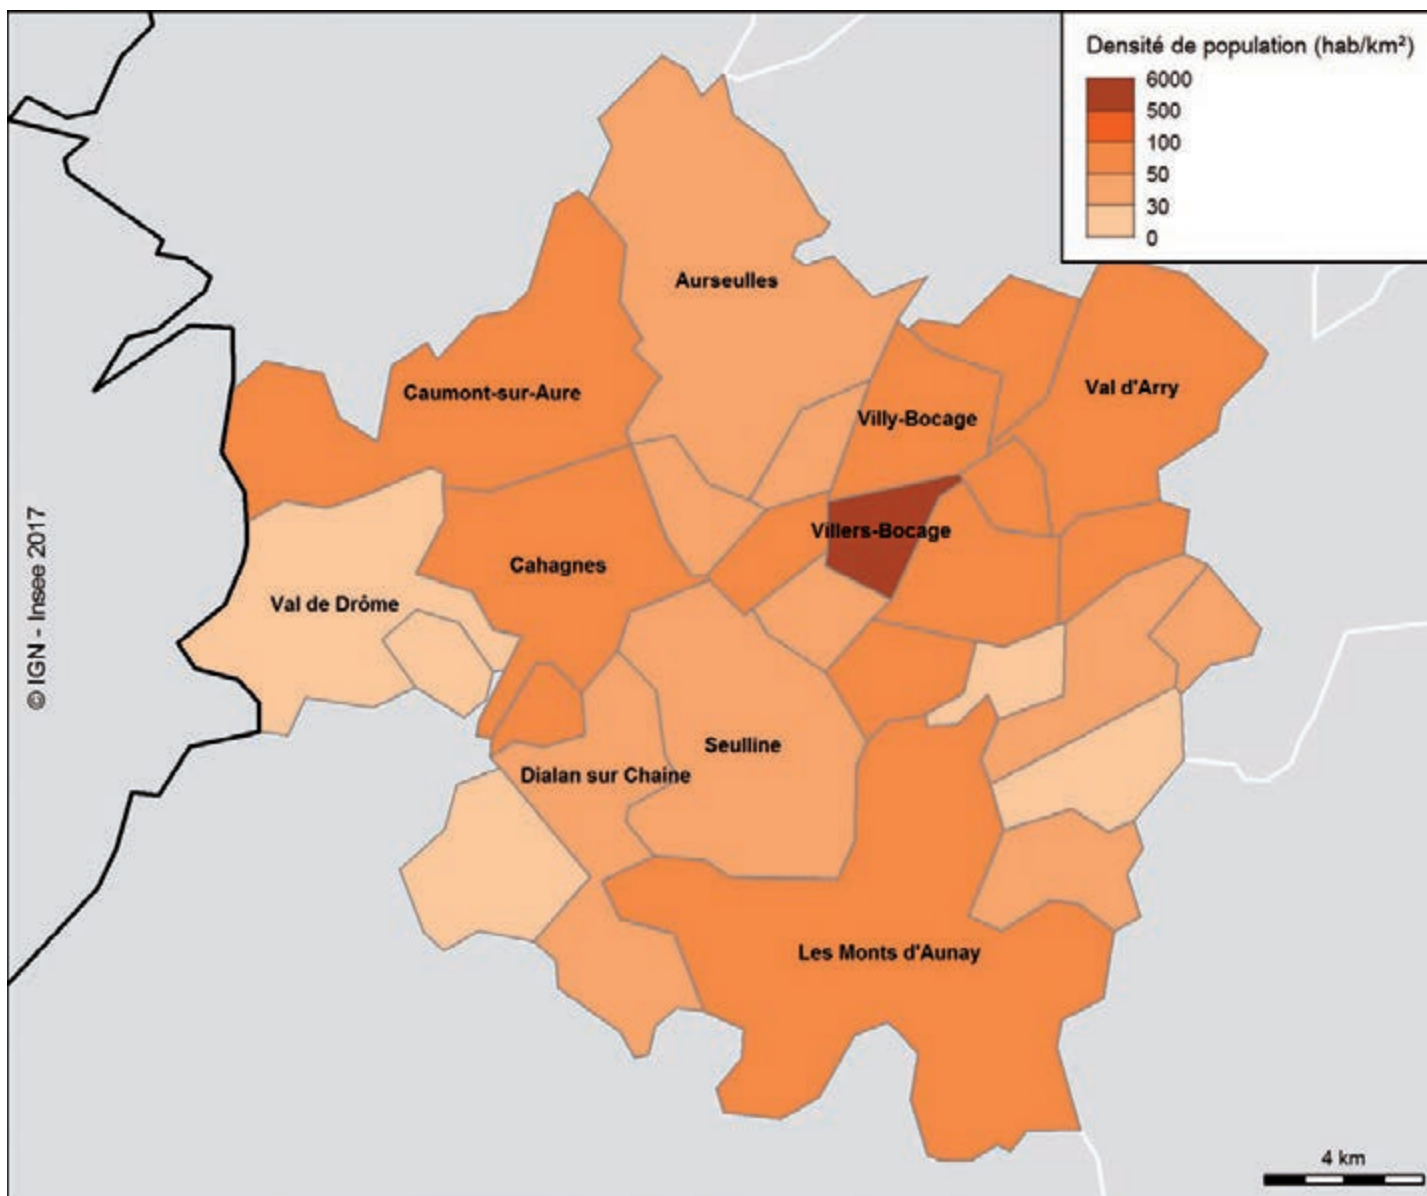 Densité de population (hab/km²)
6000
500
100
50
30
0
Aurseulles
Caumont-sur-Aure
Val d'Arry
Villy-Bocage
Villers-Bocage
Cahagnes
Val de Drôme
Seulline
Dialan sur Chaine
Les Monts d'Aunay
© IGN - Insee 2017
4 km